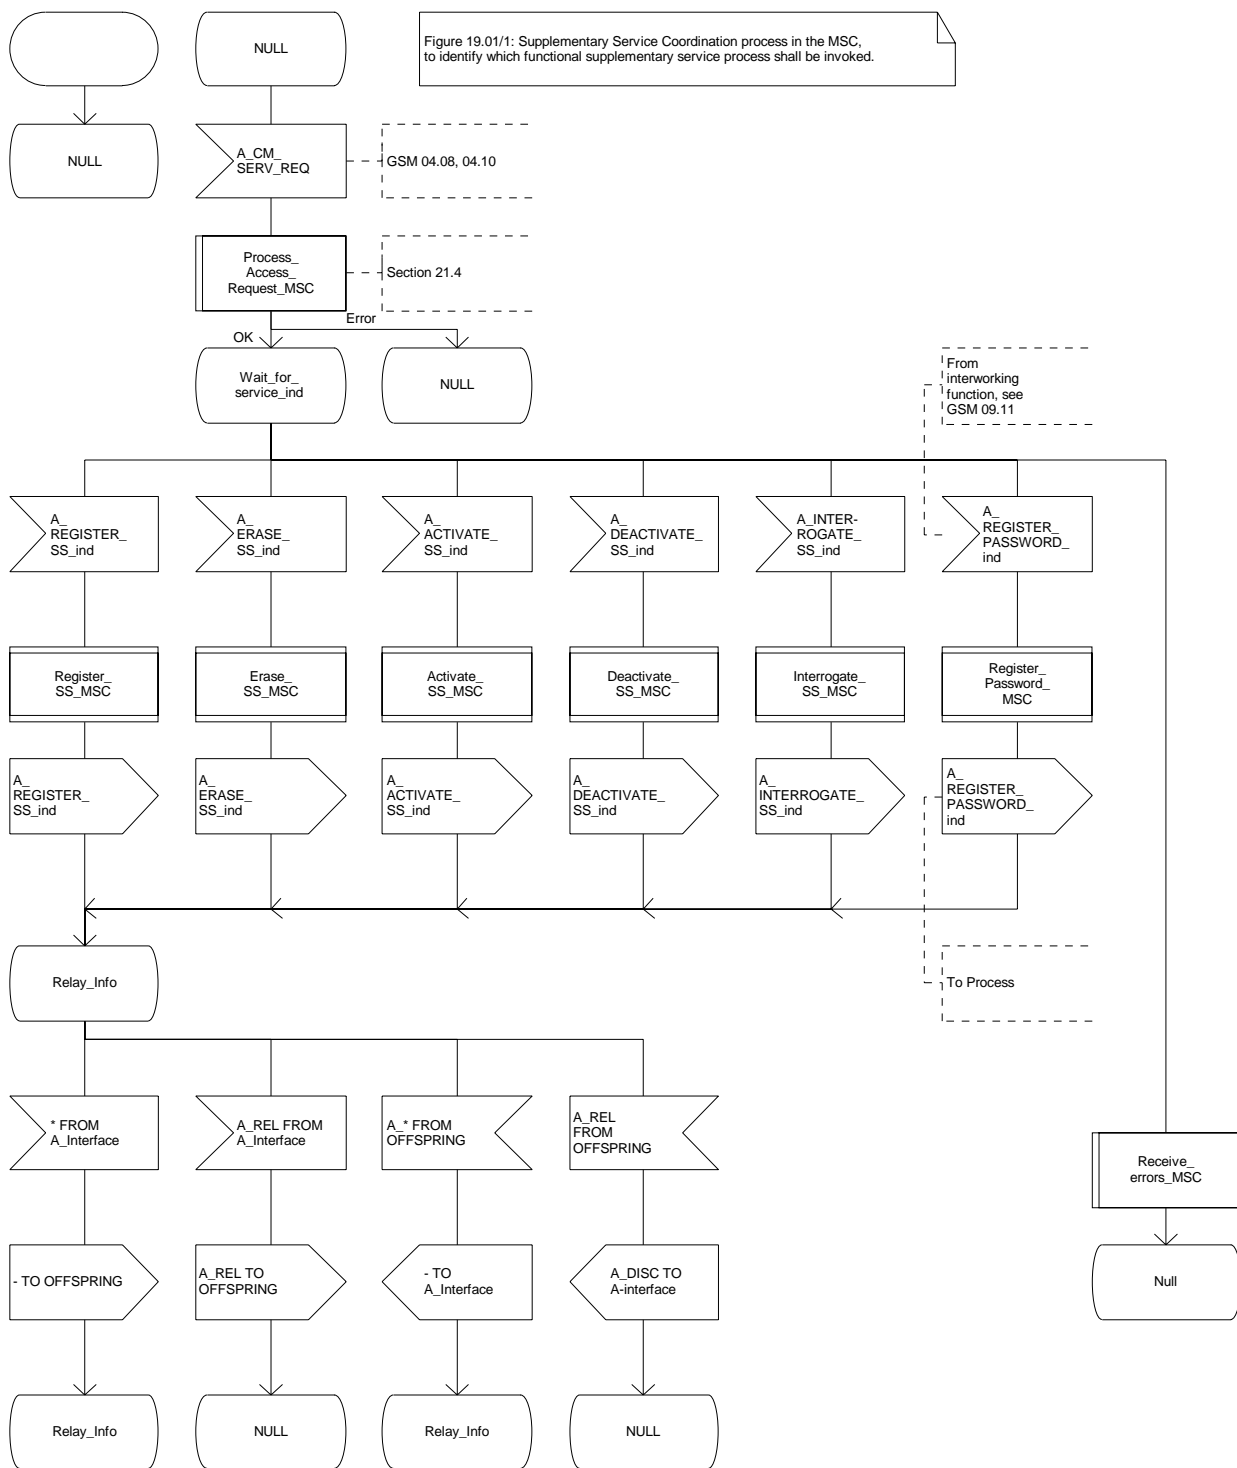 NULL
Figure 19.01/1: Supplementary Service Coordination process in the MSC,
to identify which functional supplementary service process shall be invoked.
NULL
A_CM_
SERV_REQ
GSM 04.08, 04.10
Process_
Access_
Request_MSC
Section 21.4
Error
OK
Wait_for_
service_ind
NULL
From
interworking
function, see
GSM 09.11
A_
REGISTER_
SS_ind
A_
ERASE_
SS_ind
A_
ACTIVATE_
SS_ind
A_
DEACTIVATE_
SS_ind
A_INTER-
ROGATE_
SS_ind
A_
REGISTER_
PASSWORD_
ind
Register_
SS_MSC
Erase_
SS_MSC
Activate_
SS_MSC
Deactivate_
SS_MSC
Interrogate_
SS_MSC
Register_
Password_
MSC
A_
REGISTER_
SS_ind
A_
ERASE_
SS_ind
A_
ACTIVATE_
SS_ind
A_
DEACTIVATE_
SS_ind
A_
INTERROGATE_
SS_ind
A_
REGISTER_
PASSWORD_
ind
Relay_Info
To Process
* FROM
A_Interface
A_REL FROM
A_Interface
A_* FROM
OFFSPRING
A_REL
FROM
OFFSPRING
Receive_
errors_MSC
- TO OFFSPRING
A_REL TO
OFFSPRING
- TO
A_Interface
A_DISC TO
A-interface
Null
Relay_Info
NULL
Relay_Info
NULL